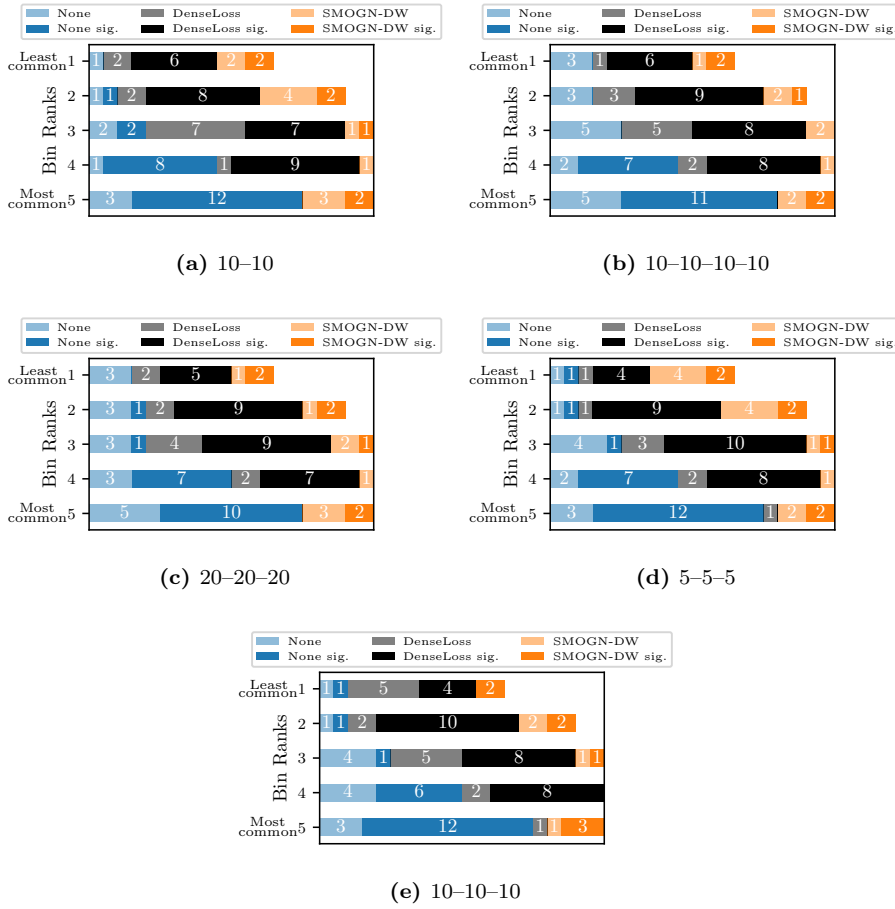 None DenseLoss SMOGN-DW
None sig. DenseLoss sig. SMOGN-DW sig.
Least common 1
1 2 6 2 2
2
1 1 2 8 4 2
3
2 2 7 7 1 1
4
1 8 1 9 1
Most common 5
3 12 3 2
Bin Ranks
(a) 10–10
None DenseLoss SMOGN-DW
None sig. DenseLoss sig. SMOGN-DW sig.
Least common 1
3 1 6 1 2
2
3 3 9 2 1
3
5 5 8 2
4
2 7 2 8 1
Most common 5
5 11 2 2
Bin Ranks
(b) 10–10–10–10
None DenseLoss SMOGN-DW
None sig. DenseLoss sig. SMOGN-DW sig.
Least common 1
3 2 5 1 2
2
3 1 2 9 1 2
3
3 1 4 9 2 1
4
3 7 2 7 1
Most common 5
5 10 3 2
Bin Ranks
(c) 20–20–20
None DenseLoss SMOGN-DW
None sig. DenseLoss sig. SMOGN-DW sig.
Least common 1
1 1 1 4 4 2
2
1 1 1 9 4 2
3
4 1 3 10 1 1
4
2 7 2 8 1
Most common 5
3 12 1 2 2
Bin Ranks
(d) 5–5–5
None DenseLoss SMOGN-DW
None sig. DenseLoss sig. SMOGN-DW sig.
Least common 1
1 1 5 4 2
2
1 1 2 10 2 2
3
4 1 5 8 1 1
4
4 6 2 8
Most common 5
3 12 1 1 3
Bin Ranks
(e) 10–10–10